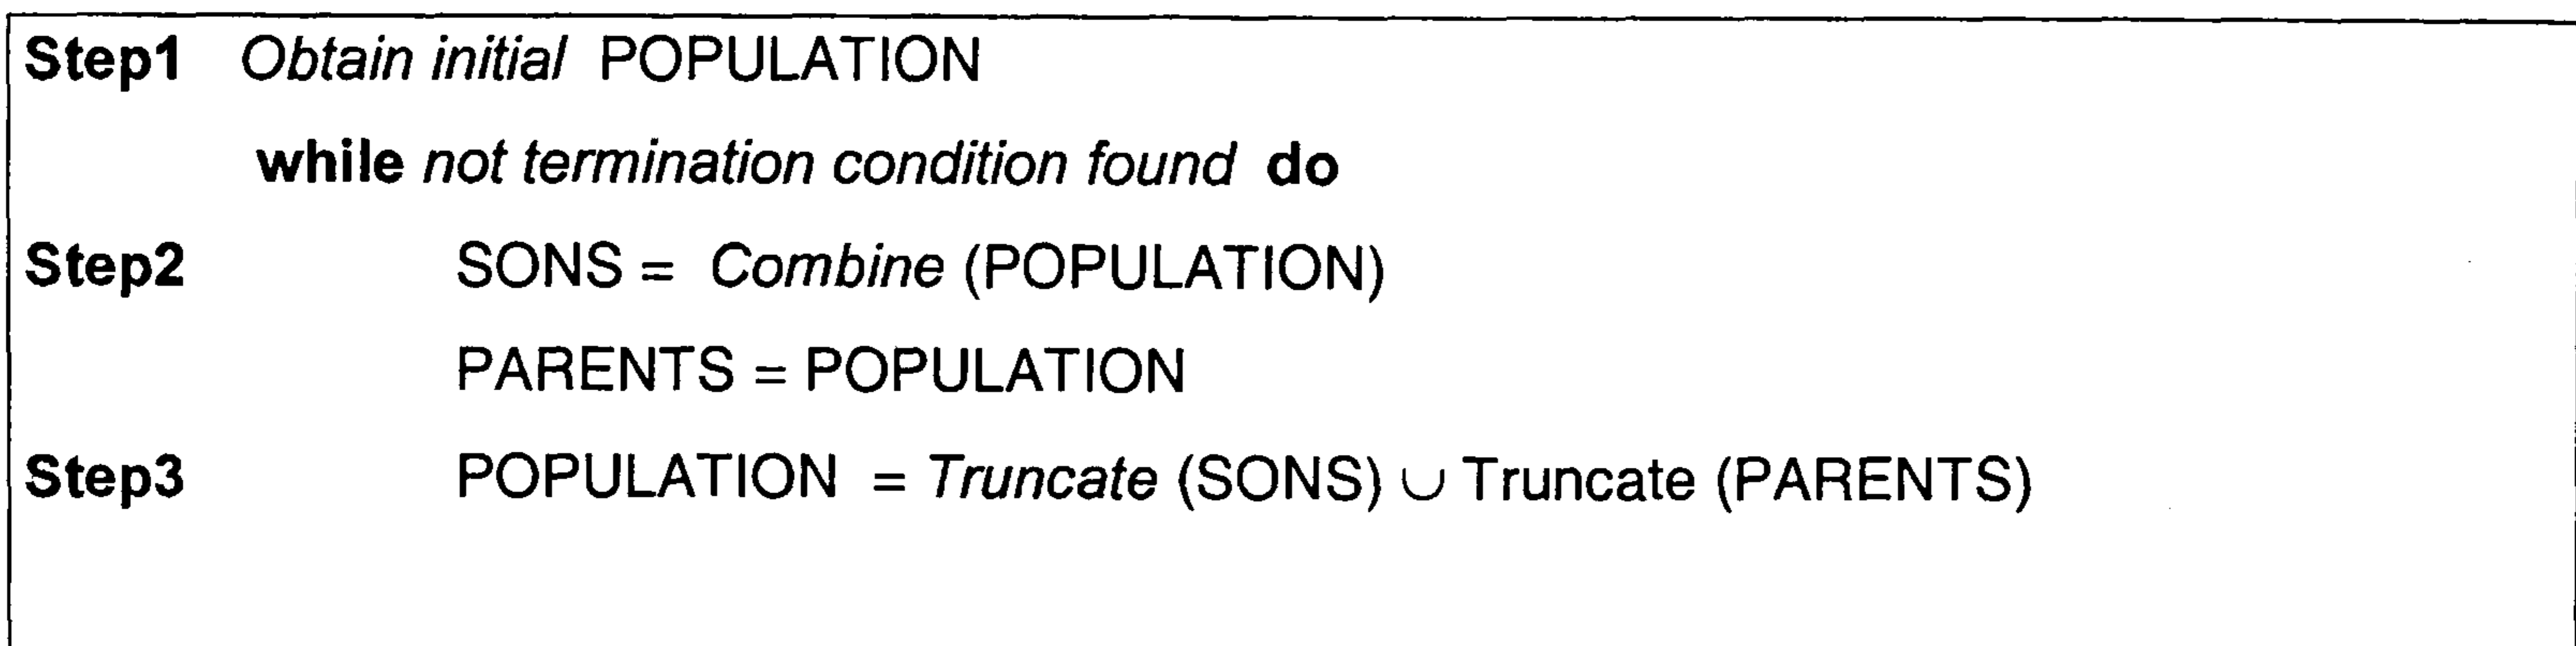 Step1 Obtain initial POPULATION
while not termination condition found do
Step2 SONS = Combine (POPULATION)
PARENTS = POPULATION
Step3 POPULATION = Truncate (SONS) ∪ Truncate (PARENTS)